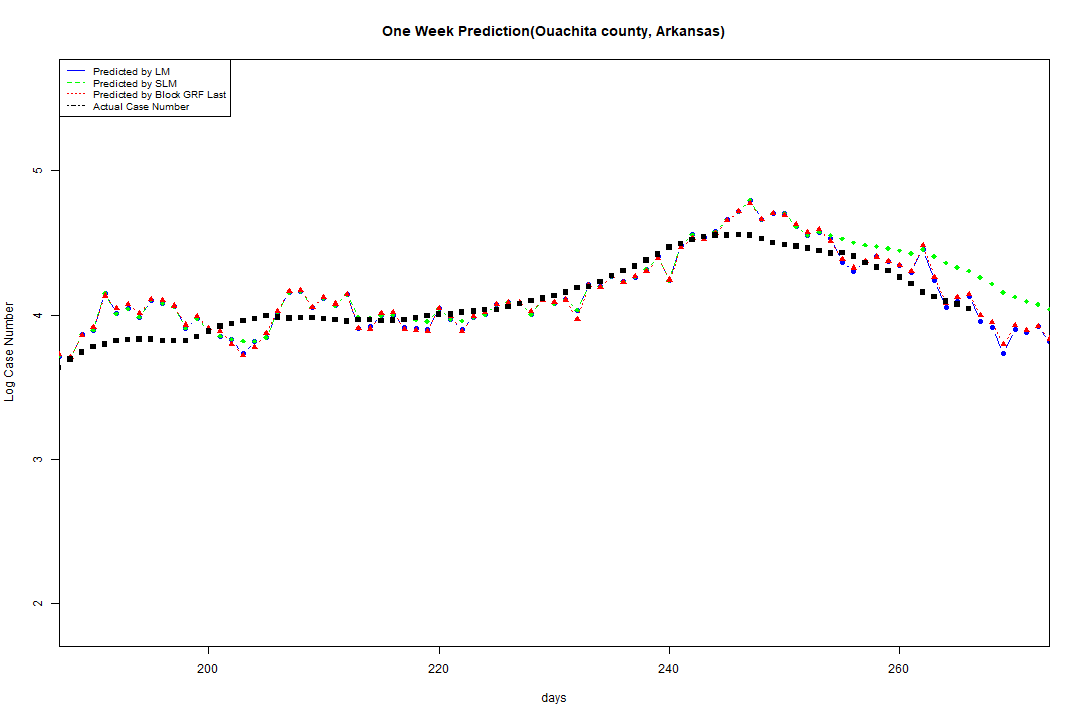 One Week Prediction(Ouachita county, Arkansas)
Predicted by LM
Predicted by SLM
Predicted by Block GRF Last
Actual Case Number
5
4
3
2
Log Case Number
200 220 240 260
days